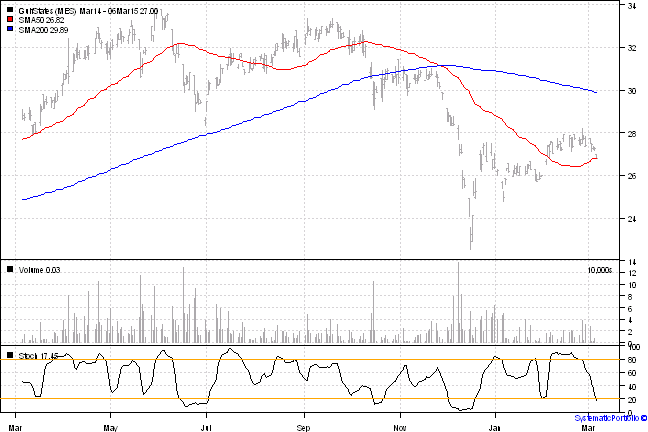 GulfStates (MES) Mar14 - 06Mar15 27.00
SMA50 26.82
SMA200 29.89
34
32
30
28
26
24
Volume 0.03
10,000s
14
12
10
8
6
4
2
0
Stoch 17.45
100
80
60
40
20
0
Mar
May
Jul
Sep
Nov
Jan
Mar
SystematicPortfolio ©